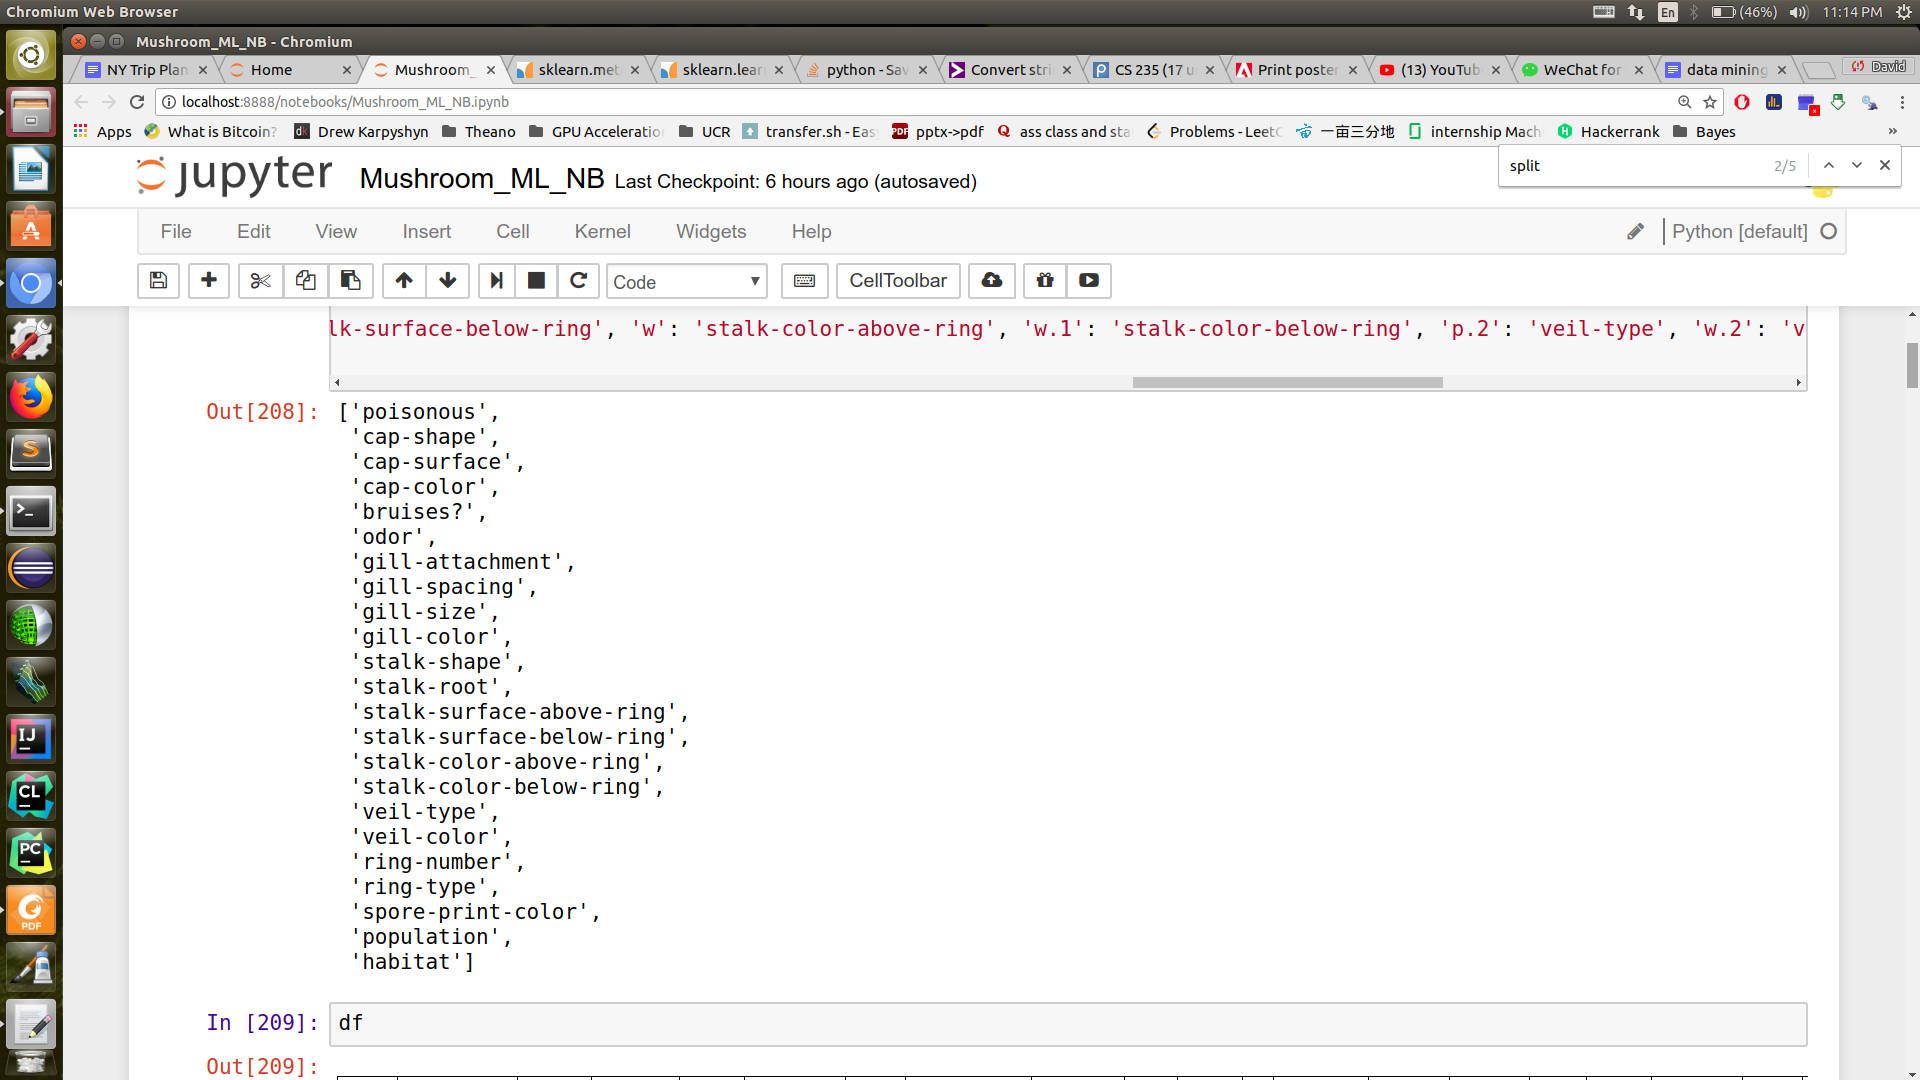 Chromium Web Browser
En
(46%)
11:14 PM
Mushroom_ML_NB - Chromium
NY Trip Plan
Home
Mushroom_
sklearn.met
sklearn.lear
python - Sav
Convert stri
CS 235 (17 u
Print poster
(13) YouTub
WeChat for
data mining
David
localhost:8888/notebooks/Mushroom_ML_NB.ipynb
Apps
What is Bitcoin?
dk Drew Karpyshyn
Theano
GPU Acceleratio
UCR
transfer.sh - Eas
PDF pptx->pdf
ass class and sta
Problems - LeetC
一亩三分地
internship Mach
Hackerrank
Bayes
»
split
2/5
jupyter
Mushroom_ML_NB Last Checkpoint: 6 hours ago (autosaved)
File Edit View Insert Cell Kernel Widgets Help
Python [default]
Code
CellToolbar
lk-surface-below-ring', 'w': 'stalk-color-above-ring', 'w.1': 'stalk-color-below-ring', 'p.2': 'veil-type', 'w.2': 'v
Out[208]: ['poisonous',
'cap-shape',
'cap-surface',
'cap-color',
'bruises?',
'odor',
'gill-attachment',
'gill-spacing',
'gill-size',
'gill-color',
'stalk-shape',
'stalk-root',
'stalk-surface-above-ring',
'stalk-surface-below-ring',
'stalk-color-above-ring',
'stalk-color-below-ring',
'veil-type',
'veil-color',
'ring-number',
'ring-type',
'spore-print-color',
'population',
'habitat']
In [209]: df
Out[209]:
IJ
CL
PC
PDF